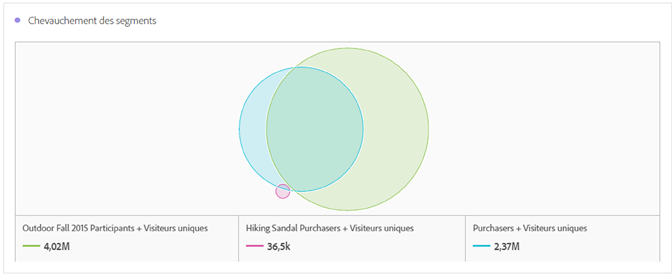 Chevauchement des segments
Outdoor Fall 2015 Participants + Visiteurs uniques
4,02M
Hiking Sandal Purchasers + Visiteurs uniques
36,5k
Purchasers + Visiteurs uniques
2,37M